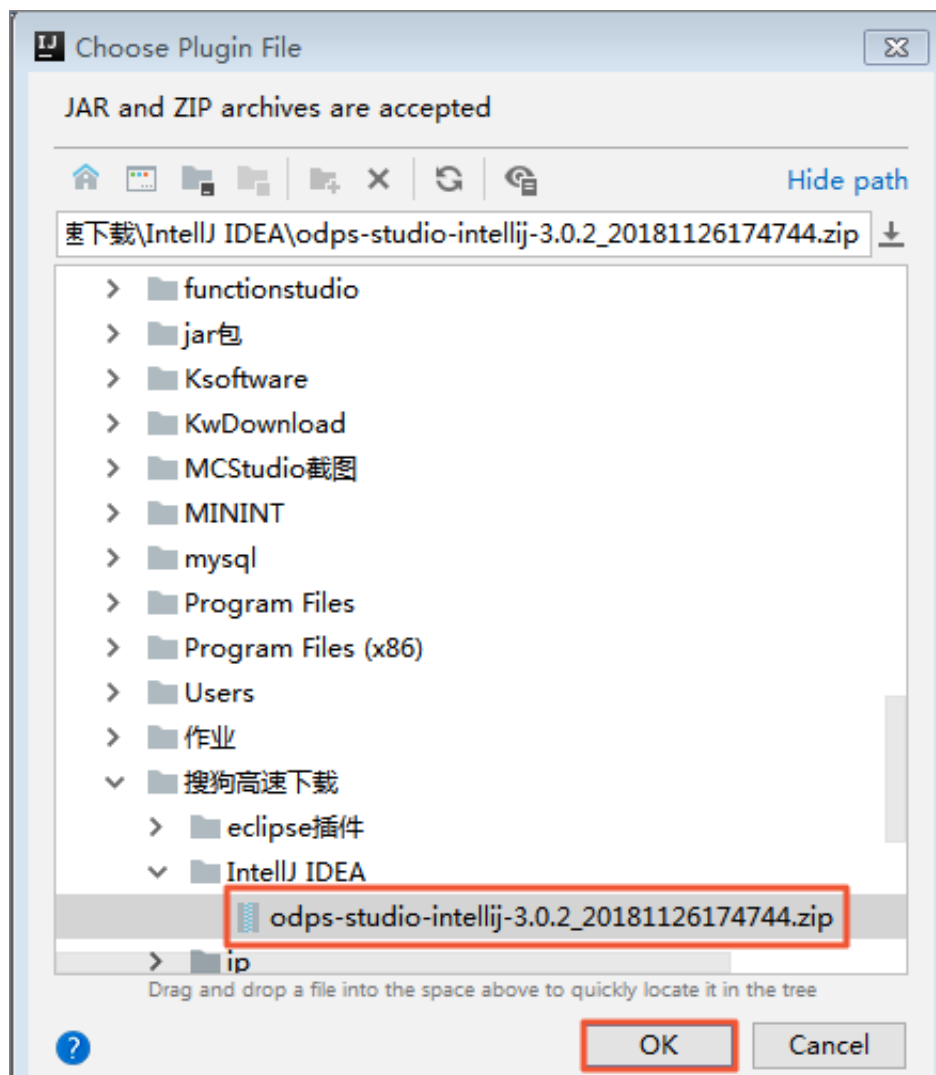 Choose Plugin File
JAR and ZIP archives are accepted
Hide path
速下载\IntellJ IDEA\odps-studio-intellij-3.0.2_20181126174744.zip
functionstudio
jar包
Ksoftware
KwDownload
MCStudio截图
MININT
mysql
Program Files
Program Files (x86)
Users
作业
搜狗高速下载
eclipse插件
IntellJ IDEA
odps-studio-intellij-3.0.2_20181126174744.zip
ip
Drag and drop a file into the space above to quickly locate it in the tree
? OK Cancel